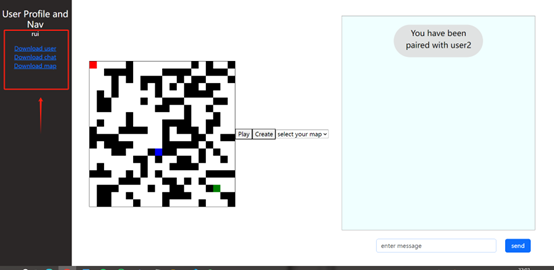 User Profile and
Nav
rui
Download user
Download chat
Download map
Play
Create
select your map
You have been
paired with user2
enter message
send